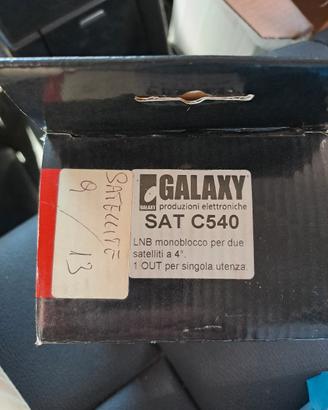 SATELLITE
9 / 13
GALAXY
GALAXY
produzioni elettroniche
SAT C540
LNB monoblocco per due
satelliti a 4°.
1 OUT per singola utenza.